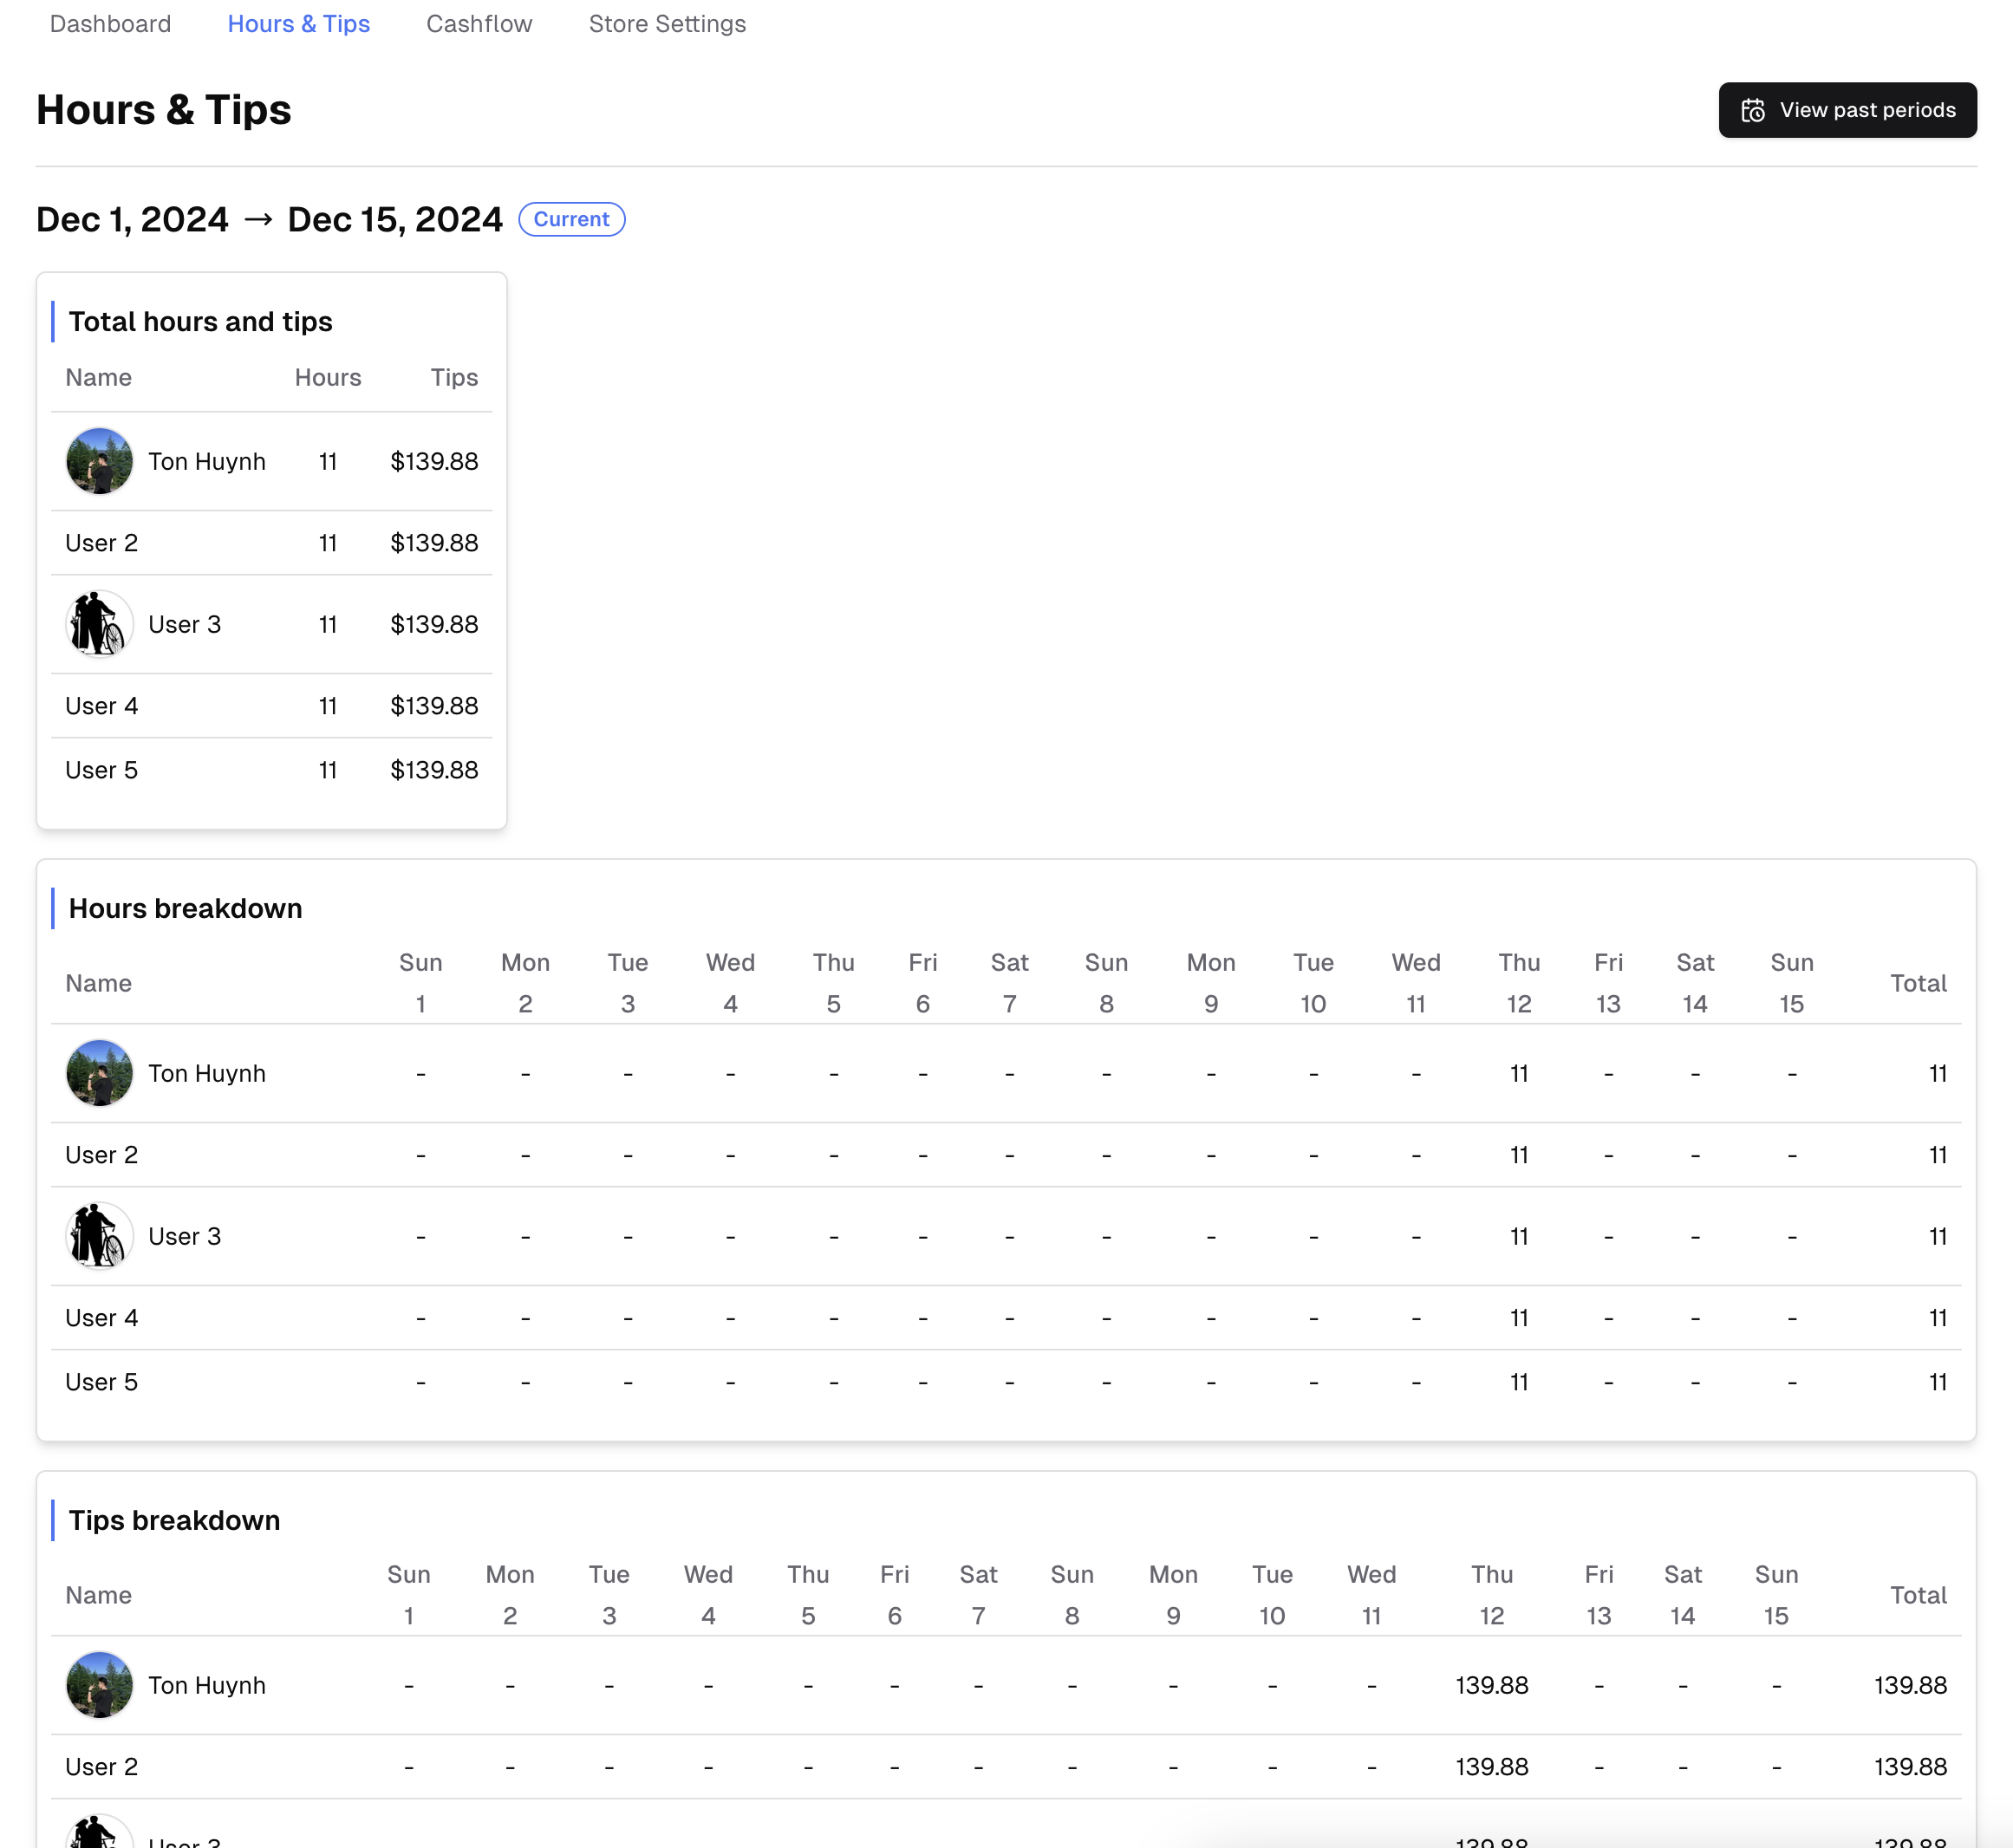 Dashboard Hours & Tips Cashflow Store Settings
Hours & Tips
View past periods
Dec 1, 2024 → Dec 15, 2024 Current
Total hours and tips
Name Hours Tips
Ton Huynh 11 $139.88
User 2 11 $139.88
User 3 11 $139.88
User 4 11 $139.88
User 5 11 $139.88
Hours breakdown
Name Sun 1 Mon 2 Tue 3 Wed 4 Thu 5 Fri 6 Sat 7 Sun 8 Mon 9 Tue 10 Wed 11 Thu 12 Fri 13 Sat 14 Sun 15 Total
Ton Huynh - - - - - - - - - - - 11 - - - 11
User 2 - - - - - - - - - - - 11 - - - 11
User 3 - - - - - - - - - - - 11 - - - 11
User 4 - - - - - - - - - - - 11 - - - 11
User 5 - - - - - - - - - - - 11 - - - 11
Tips breakdown
Name Sun 1 Mon 2 Tue 3 Wed 4 Thu 5 Fri 6 Sat 7 Sun 8 Mon 9 Tue 10 Wed 11 Thu 12 Fri 13 Sat 14 Sun 15 Total
Ton Huynh - - - - - - - - - - - 139.88 - - - 139.88
User 2 - - - - - - - - - - - 139.88 - - - 139.88
User 3 139.88 139.88